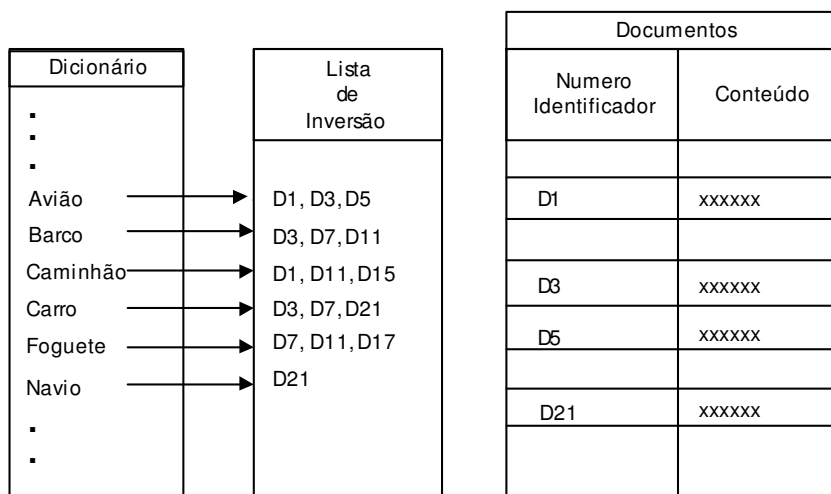 Dicionário
Avião
Barco
Caminhão
Carro
Foguete
Navio
Lista
de
Inversão
D1, D3, D5
D3, D7, D11
D1, D11, D15
D3, D7, D21
D7, D11, D17
D21
Documentos
Numero
Identificador
Conteúdo
D1 xxxxxx
D3 xxxxxx
D5 xxxxxx
D21 xxxxxx